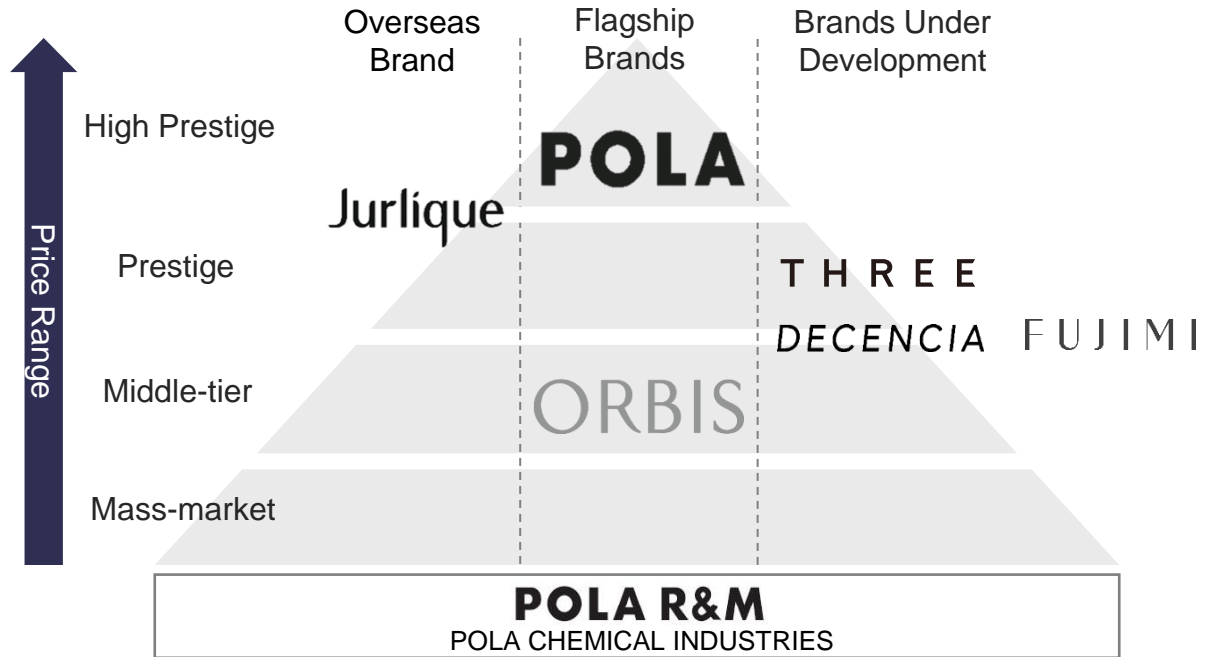 Overseas
Brand
Flagship
Brands
Brands Under
Development
Price Range
High Prestige
POLA
Jurlique
Prestige
THREE
DECENCIA
FUJIMI
Middle-tier
ORBIS
Mass-market
POLA R&M
POLA CHEMICAL INDUSTRIES